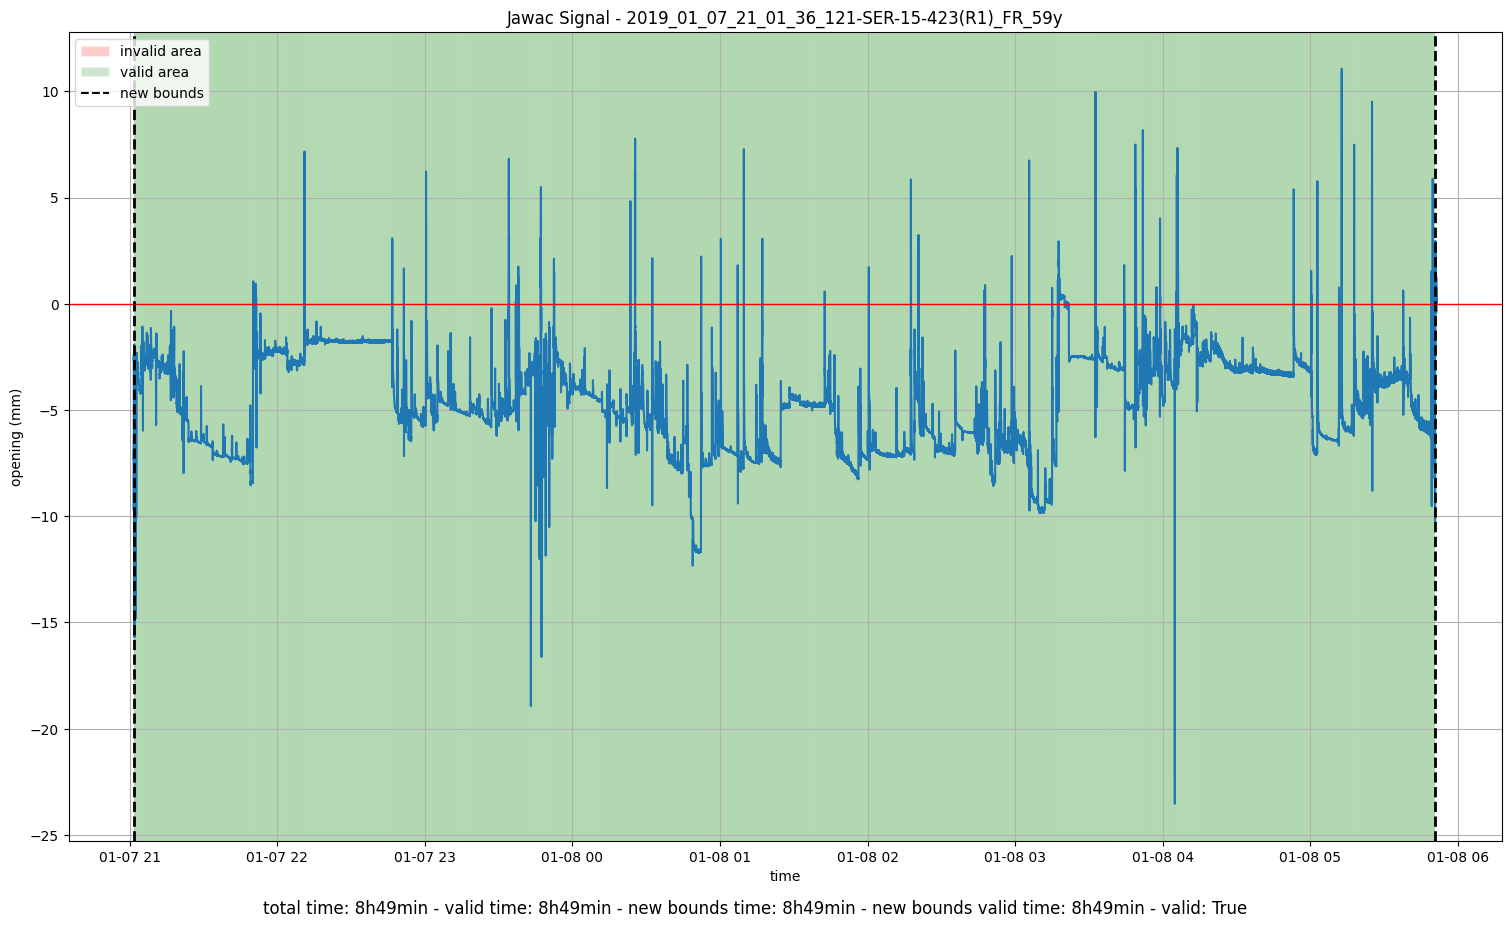 Jawac Signal - 2019_01_07_21_01_36_121-SER-15-423(R1)_FR_59y
invalid area
valid area
new bounds
10
5
0
−5
−10
−15
−20
−25
opening (mm)
01-07 21 01-07 22 01-07 23 01-08 00 01-08 01 01-08 02 01-08 03 01-08 04 01-08 05 01-08 06
time
total time: 8h49min - valid time: 8h49min - new bounds time: 8h49min - new bounds valid time: 8h49min - valid: True